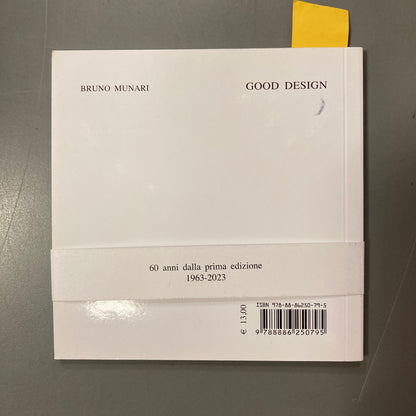 BRUNO MUNARI
GOOD DESIGN
60 anni dalla prima edizione
1963-2023
€ 13,00
ISBN 978-88-86250-79-5
9 788886 250795